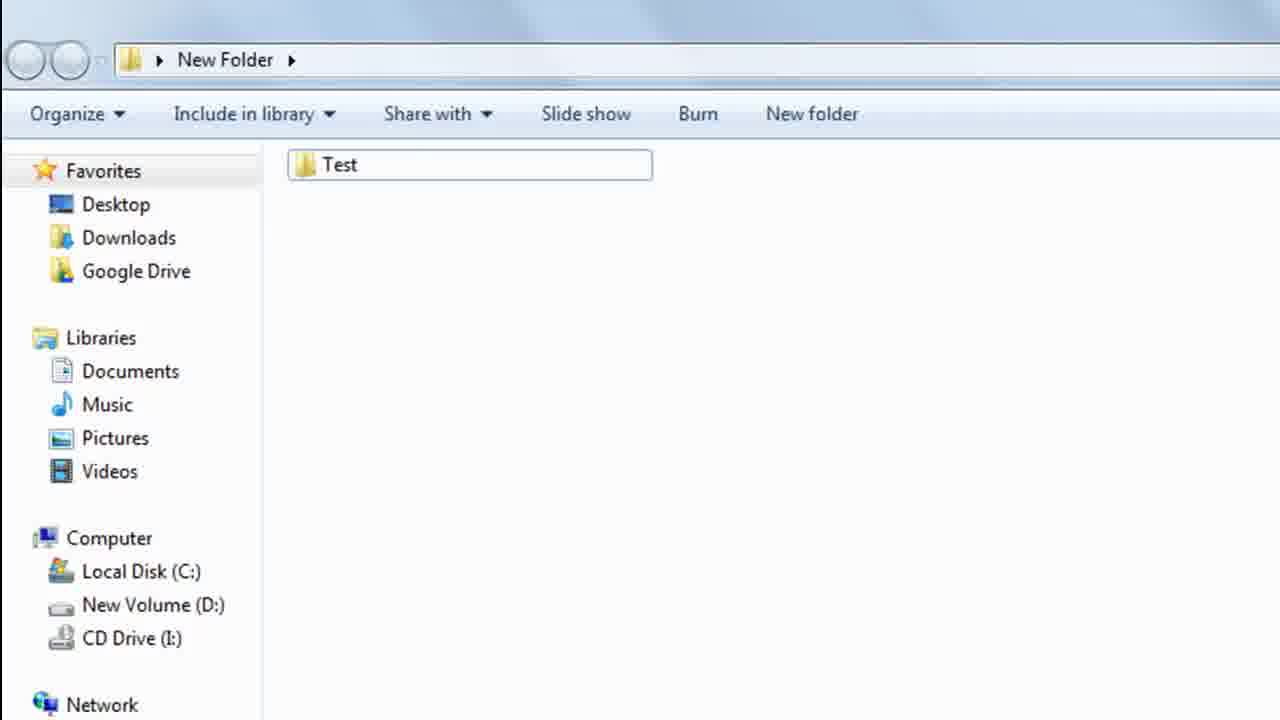 New Folder
Organize Include in library Share with Slide show Burn New folder
Favorites
Desktop
Downloads
Google Drive
Libraries
Documents
Music
Pictures
Videos
Computer
Local Disk (C:)
New Volume (D:)
CD Drive (I:)
Network
Test